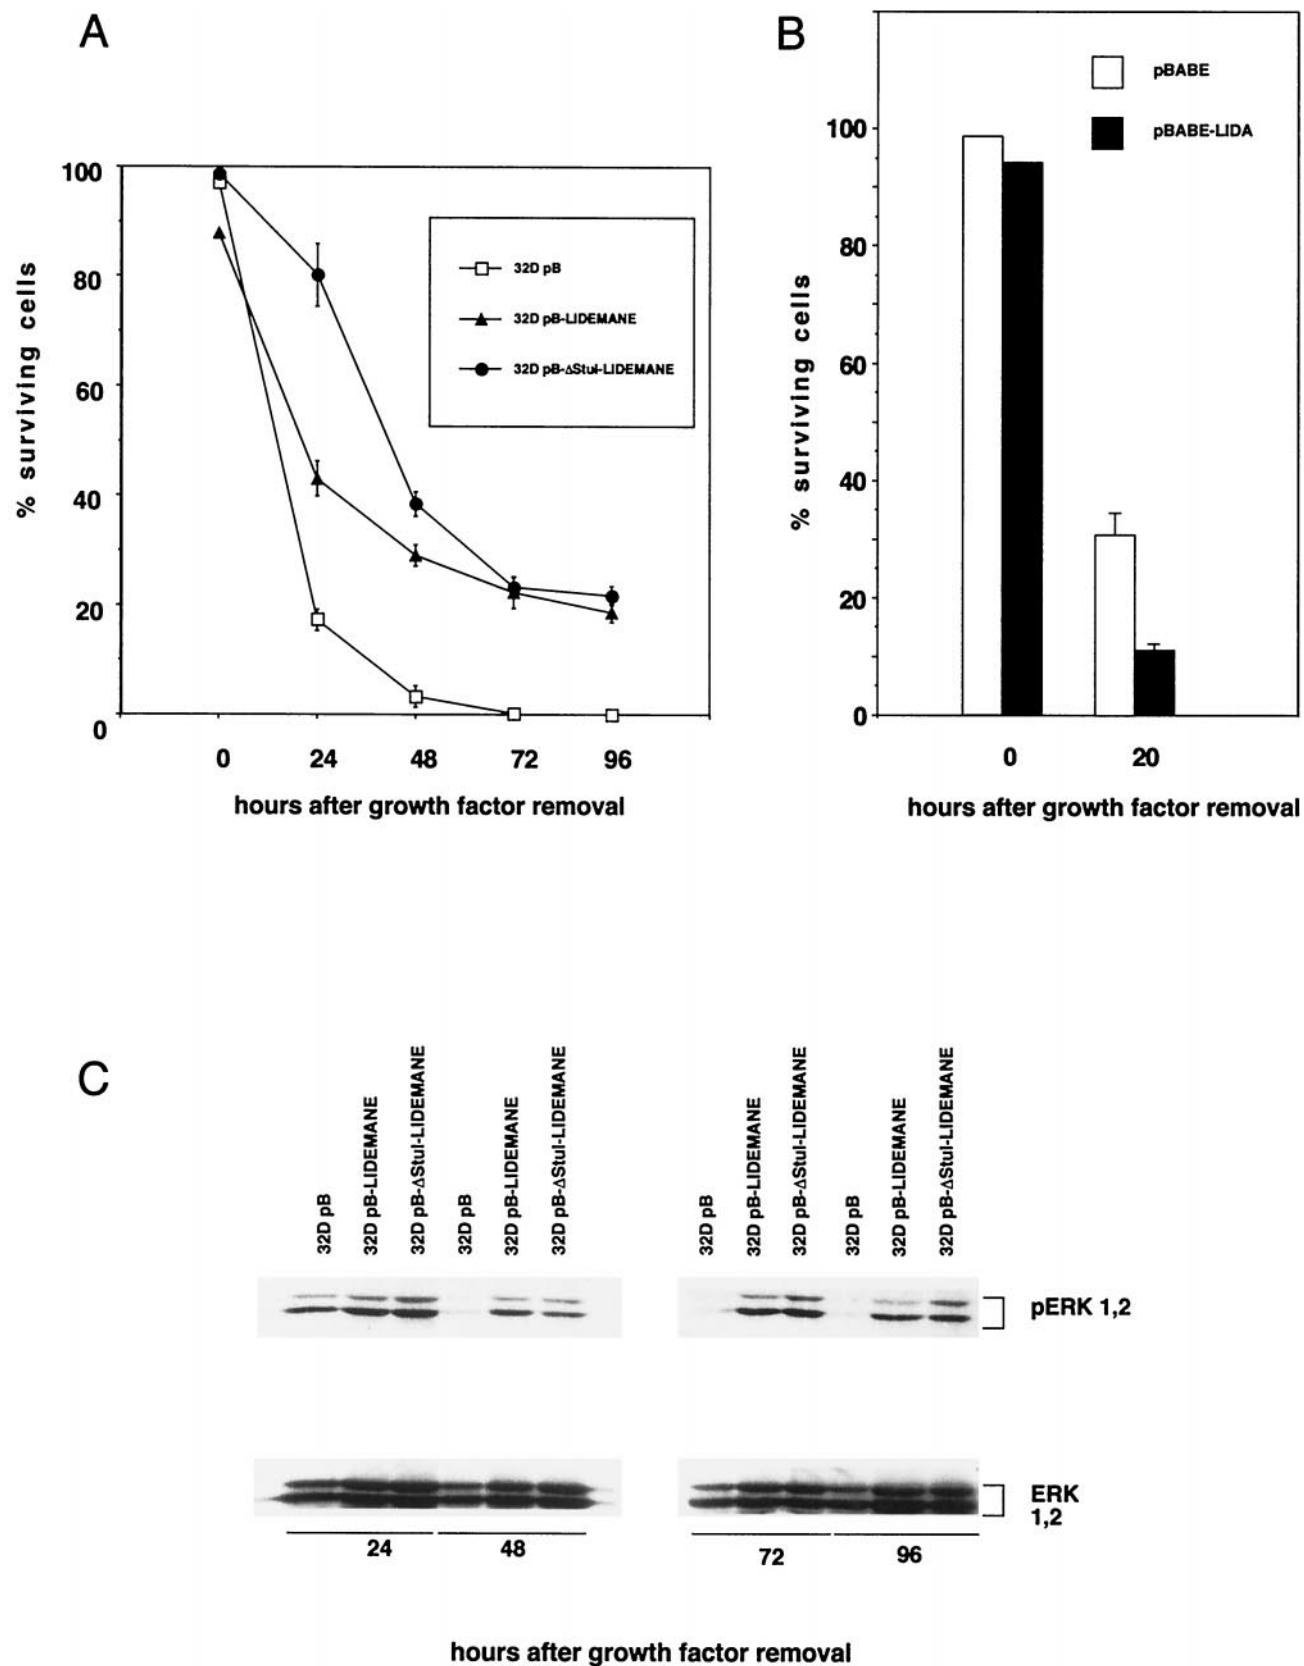 A
100
80
60
40
20
0
% surviving cells
32D pB
32D pB-LIDEMANE
32D pB-ΔStuI-LIDEMANE
0 24 48 72 96
hours after growth factor removal
B
pBABE
pBABE-LIDA
100
80
60
40
20
0
% surviving cells
0 20
hours after growth factor removal
C
32D pB
32D pB-LIDEMANE
32D pB-ΔStuI-LIDEMANE
32D pB
32D pB-LIDEMANE
32D pB-ΔStuI-LIDEMANE
32D pB
32D pB-LIDEMANE
32D pB-ΔStuI-LIDEMANE
32D pB
32D pB-LIDEMANE
32D pB-ΔStuI-LIDEMANE
pERK 1,2
ERK
1,2
24 48 72 96
hours after growth factor removal